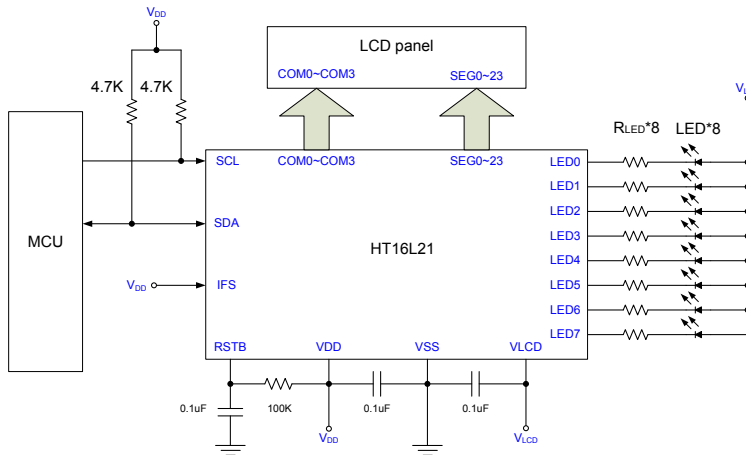 VDD
LCD panel
COM0~COM3 SEG0~23
4.7K 4.7K
RLED*8 LED*8
SCL COM0~COM3 SEG0~23 LED0
LED1
LED2
SDA
LED3
MCU
HT16L21
LED4
VDD IFS LED5
LED6
LED7
RSTB VDD VSS VLCD
0.1uF 100K 0.1uF 0.1uF
VDD VLCD